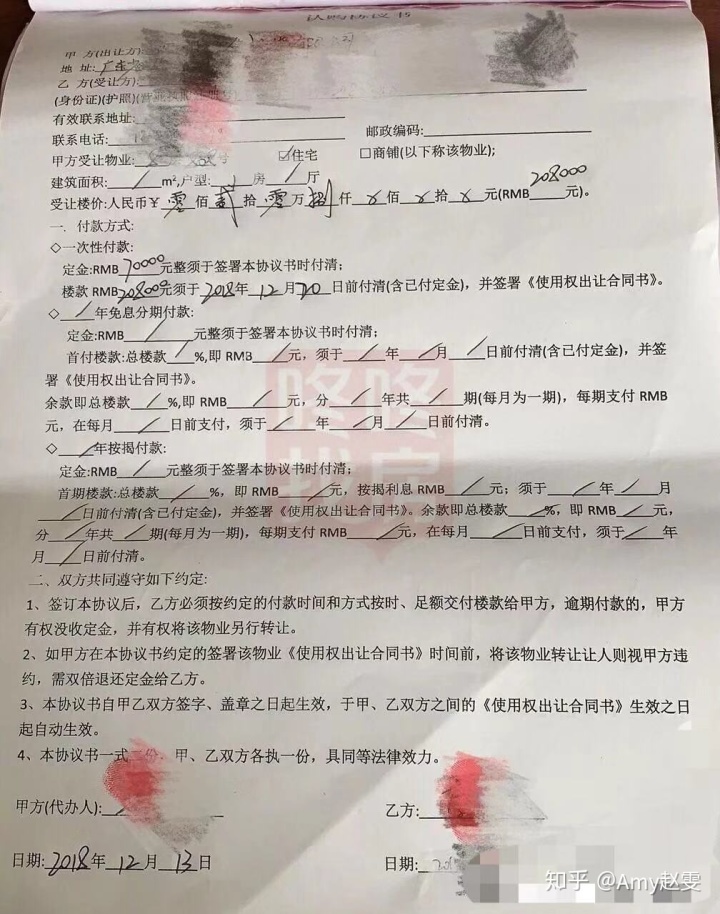 认购协议书
甲 方(出让方):
地 址:广东
乙 方(受让方):
(身份证)(护照)
有效联系地址:
联系电话: 邮政编码:
甲方受让物业: 号 ☑住宅 □商铺(以下称该物业);
建筑面积: / m²,户型: 1 房 / 厅
受让楼价:人民币￥ 零 佰 贰 拾 零 万 捌 仟 x 佰 x 拾 x 元(RMB 208000 元)。
一. 付款方式:
◇一次性付款:
定金:RMB 70000 元整须于签署本协议书时付清;
楼款 RMB 208000 元须于 2018 年 12 月 20 日前付清(含已付定金)，并签署《使用权出让合同书》。
◇ / 年免息分期付款:
定金:RMB / 元整须于签署本协议书时付清;
首付楼款:总楼款 / %,即 RMB / 元，须于 / 年 / 月 / 日前付清(含已付定金)，并签
署《使用权出让合同书》。
余款即总楼款 / %,即 RMB / 元，分 / 年共 / 期(每月为一期)，每期支付 RMB /
元，在每月 / 日前支付，须于 / 年 / 月 / 日前付清。
◇ / 年按揭付款:
定金:RMB / 元整须于签署本协议书时付清;
首期楼款:总楼款 / %，即 RMB / 元，按揭利息 RMB / 元；须于 / 年 / 月
/ 日前付清(含已付定金)，并签署《使用权出让合同书》。余款即总楼款 / %，即 RMB / 元，
分 / 年共 / 期(每月为一期)，每期支付 RMB / 元，在每月 / 日前支付，须于 / 年
月 / 日前付清。
二、双方共同遵守如下约定:
1、签订本协议后，乙方必须按约定的付款时间和方式按时、足额交付楼款给甲方，逾期付款的，甲方
有权没收定金，并有权将该物业另行转让。
2、如甲方在本协议书约定的签署该物业《使用权出让合同书》时间前，将该物业转让让人则视甲方违
约，需双倍退还定金给乙方。
3、本协议书自甲乙双方签字、盖章之日起生效，于甲、乙双方之间的《使用权出让合同书》生效之日
起自动生效。
4、本协议书一式二份，甲、乙双方各执一份，具同等法律效力。
甲方(代办人): 乙方:
日期: 2018 年 12 月 13 日 日期:
咚咚找房
知乎 @Amy赵雯